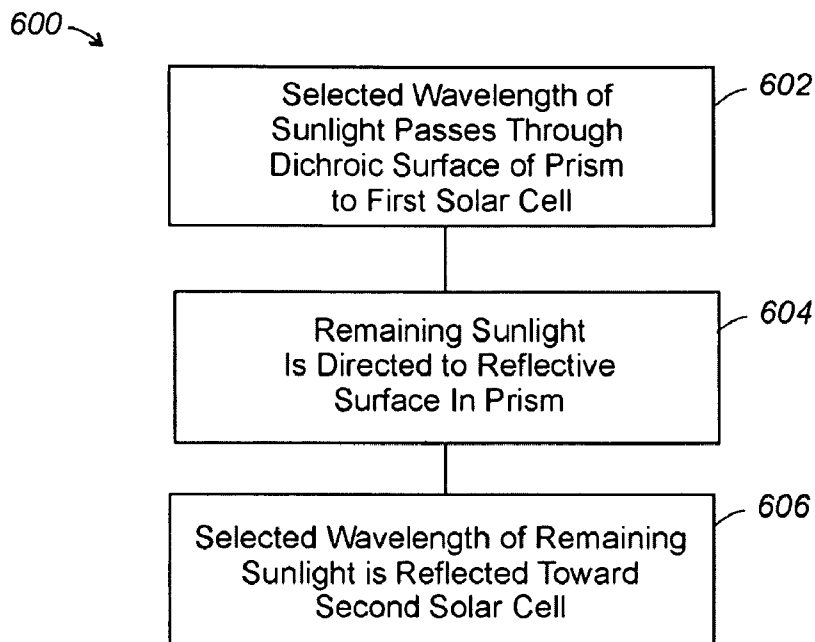 600
Selected Wavelength of
Sunlight Passes Through
Dichroic Surface of Prism
to First Solar Cell
602
Remaining Sunlight
Is Directed to Reflective
Surface In Prism
604
Selected Wavelength of Remaining
Sunlight is Reflected Toward
Second Solar Cell
606